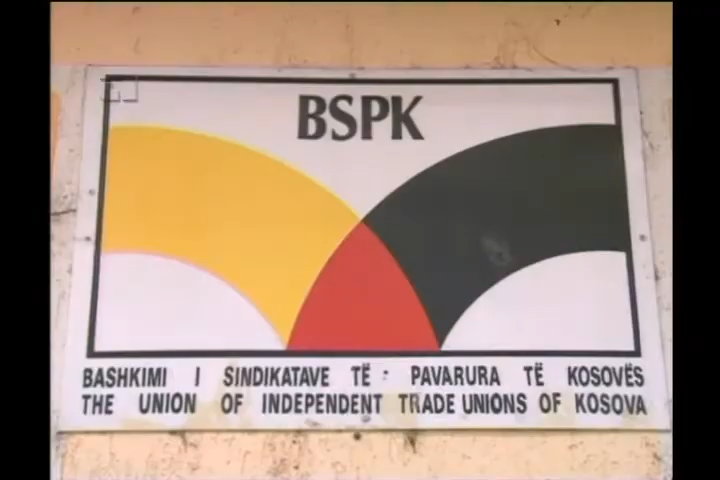 BSPK
BASHKIMI I SINDIKATAVE TË PAVARURA TË KOSOVËS
THE UNION OF INDEPENDENT TRADE UNIONS OF KOSOVA